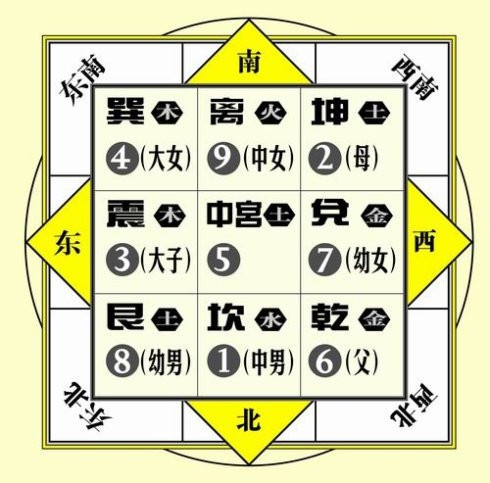 南
东南
西南
巽 木
离 火
坤 土
4(大女)
9(中女)
2(母)
东
震 木
中宫 土
兑 金
西
3(大子)
5
7(幼女)
艮 土
坎 水
乾 金
8(幼男)
1(中男)
6(父)
东北
北
西北